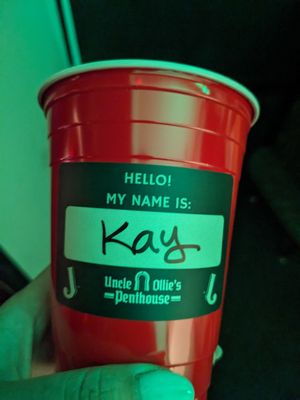 HELLO!
MY NAME IS:
Kay
Uncle Ollie's
Penthouse